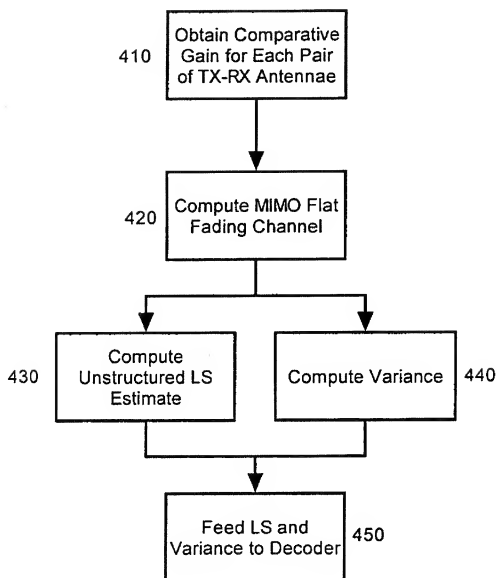 410
Obtain Comparative
Gain for Each Pair
of TX-RX Antennae
420
Compute MIMO Flat
Fading Channel
430
Compute
Unstructured LS
Estimate
Compute Variance
440
Feed LS and
Variance to Decoder
450